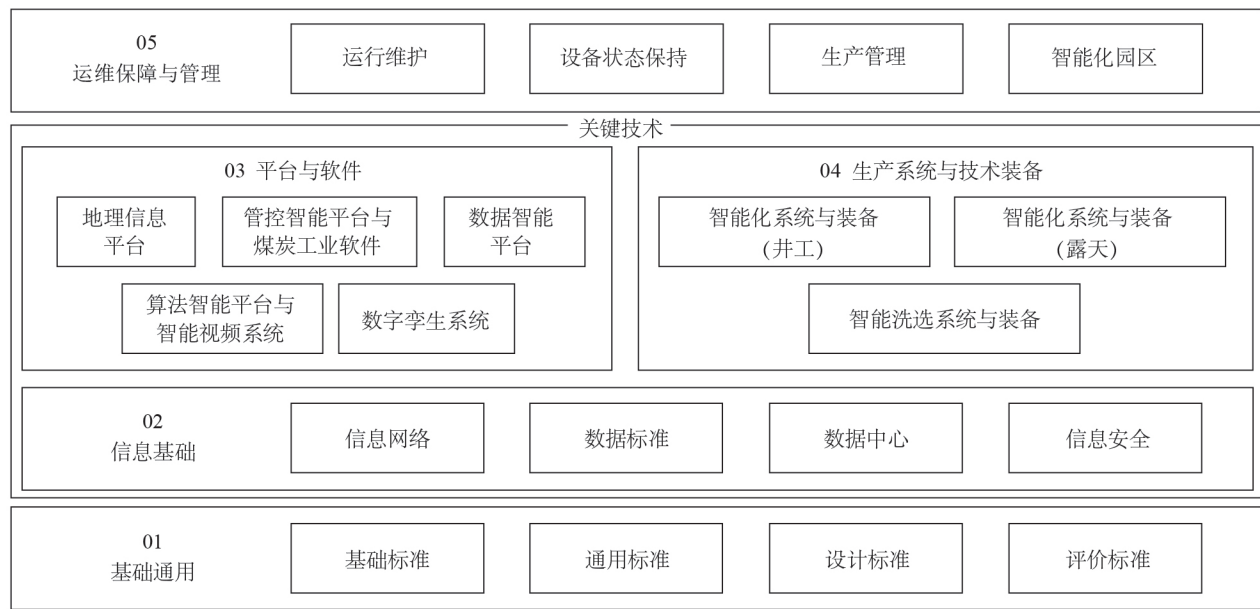 05
运维保障与管理
运行维护
设备状态保持
生产管理
智能化园区
关键技术
03 平台与软件
地理信息
平台
管控智能平台与
煤炭工业软件
数据智能
平台
算法智能平台与
智能视频系统
数字孪生系统
04 生产系统与技术装备
智能化系统与装备
(井工)
智能化系统与装备
(露天)
智能洗选系统与装备
02
信息基础
信息网络
数据标准
数据中心
信息安全
01
基础通用
基础标准
通用标准
设计标准
评价标准